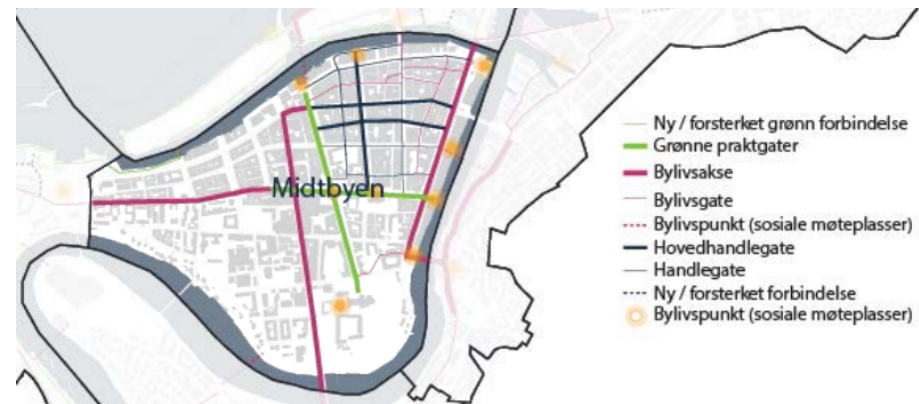 Midtbyen
Ny / forsterket grønn forbindelse
Grønne praktgater
Bylivsakse
Bylivsgate
Bylivspunkt (sosiale møteplasser)
Hovedhandlegate
Handlegate
Ny / forsterket forbindelse
Bylivspunkt (sosiale møteplasser)